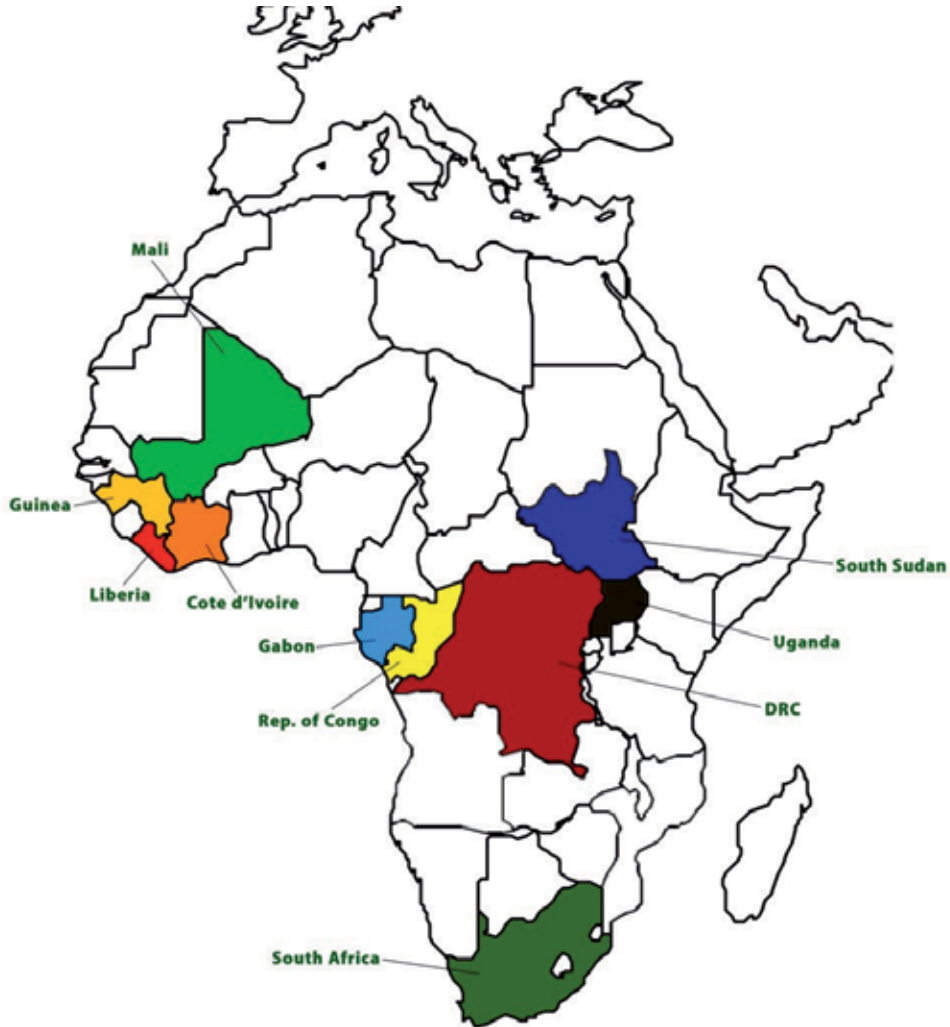 Mali
Guinea
Liberia
Cote d'Ivoire
South Sudan
Gabon
Uganda
Rep. of Congo
DRC
South Africa